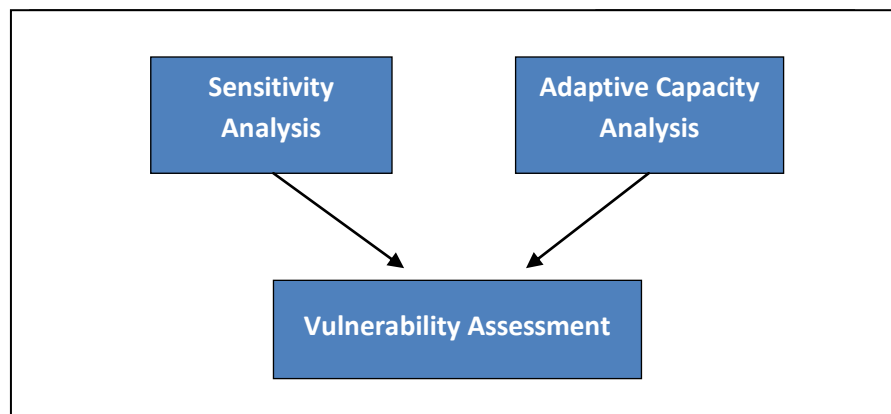 Sensitivity
Analysis
Adaptive Capacity
Analysis
Vulnerability Assessment